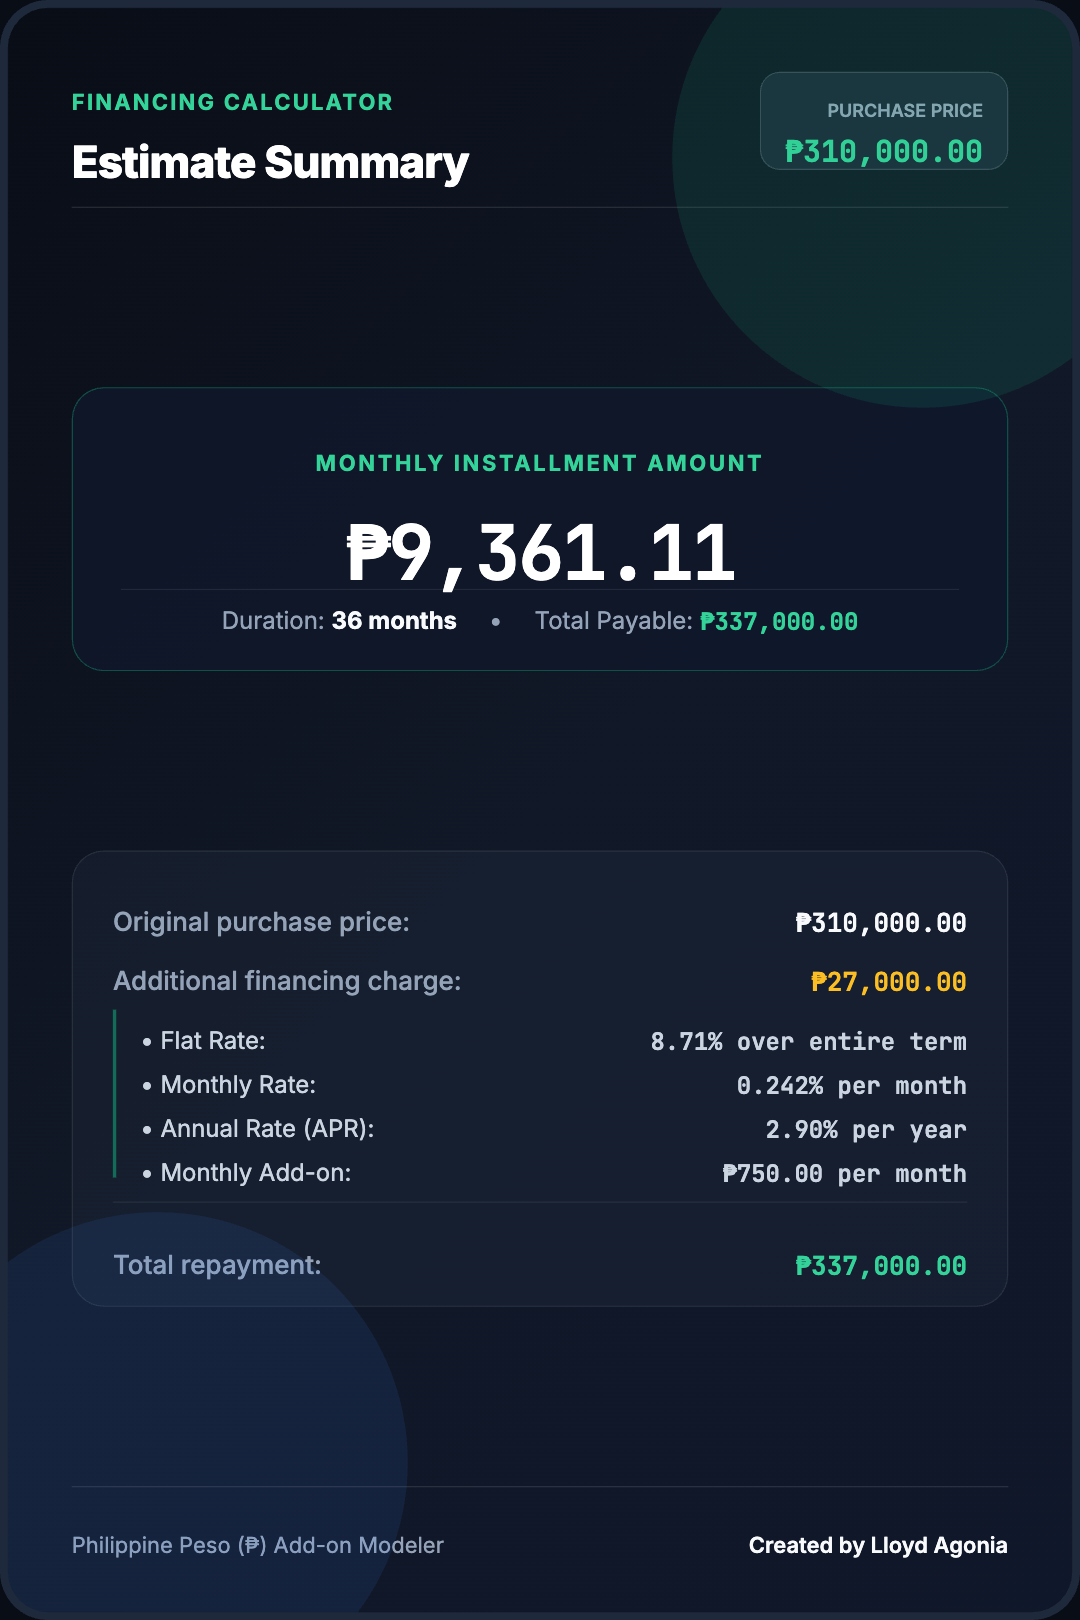 FINANCING CALCULATOR
Estimate Summary
PURCHASE PRICE
₱310,000.00
MONTHLY INSTALLMENT AMOUNT
₱9,361.11
Duration: 36 months • Total Payable: ₱337,000.00
Original purchase price: ₱310,000.00
Additional financing charge: ₱27,000.00
• Flat Rate: 8.71% over entire term
• Monthly Rate: 0.242% per month
• Annual Rate (APR): 2.90% per year
• Monthly Add-on: ₱750.00 per month
Total repayment: ₱337,000.00
Philippine Peso (₱) Add-on Modeler
Created by Lloyd Agonia